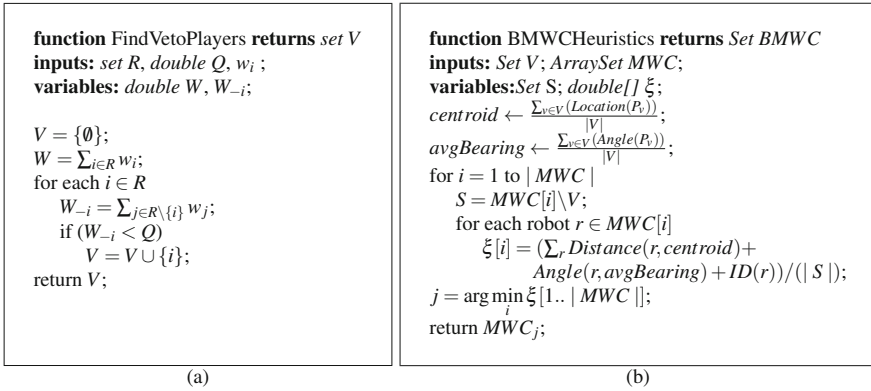 function FindVetoPlayers returns set V
inputs: set R, double Q, w_i ;
variables: double W, W_{−i};
V = {∅};
W = ∑_{i∈R} w_i;
for each i ∈ R
W_{−i} = ∑_{j∈R\{i}} w_j;
if (W_{−i} < Q)
V = V ∪ {i};
return V;
(a)
function BMWCHeuristics returns Set BMWC
inputs: Set V; ArraySet MWC;
variables:Set S; double[] ξ;
centroid ← ∑_{v∈V}(Location(P_v)) / |V|;
avgBearing ← ∑_{v∈V}(Angle(P_v)) / |V|;
for i = 1 to | MWC |
S = MWC[i]\V;
for each robot r ∈ MWC[i]
ξ[i] = (∑_r Distance(r,centroid)+
Angle(r,avgBearing) + ID(r))/(| S |);
j = arg min_i ξ[1.. | MWC |];
return MWC_j;
(b)